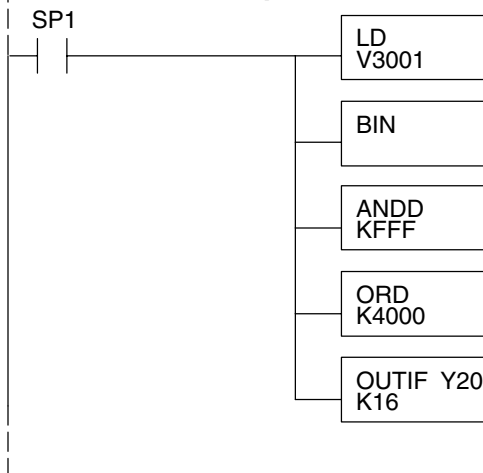 SP1
LD
V3001
BIN
ANDD
KFFF
ORD
K4000
OUTIF Y20
K16